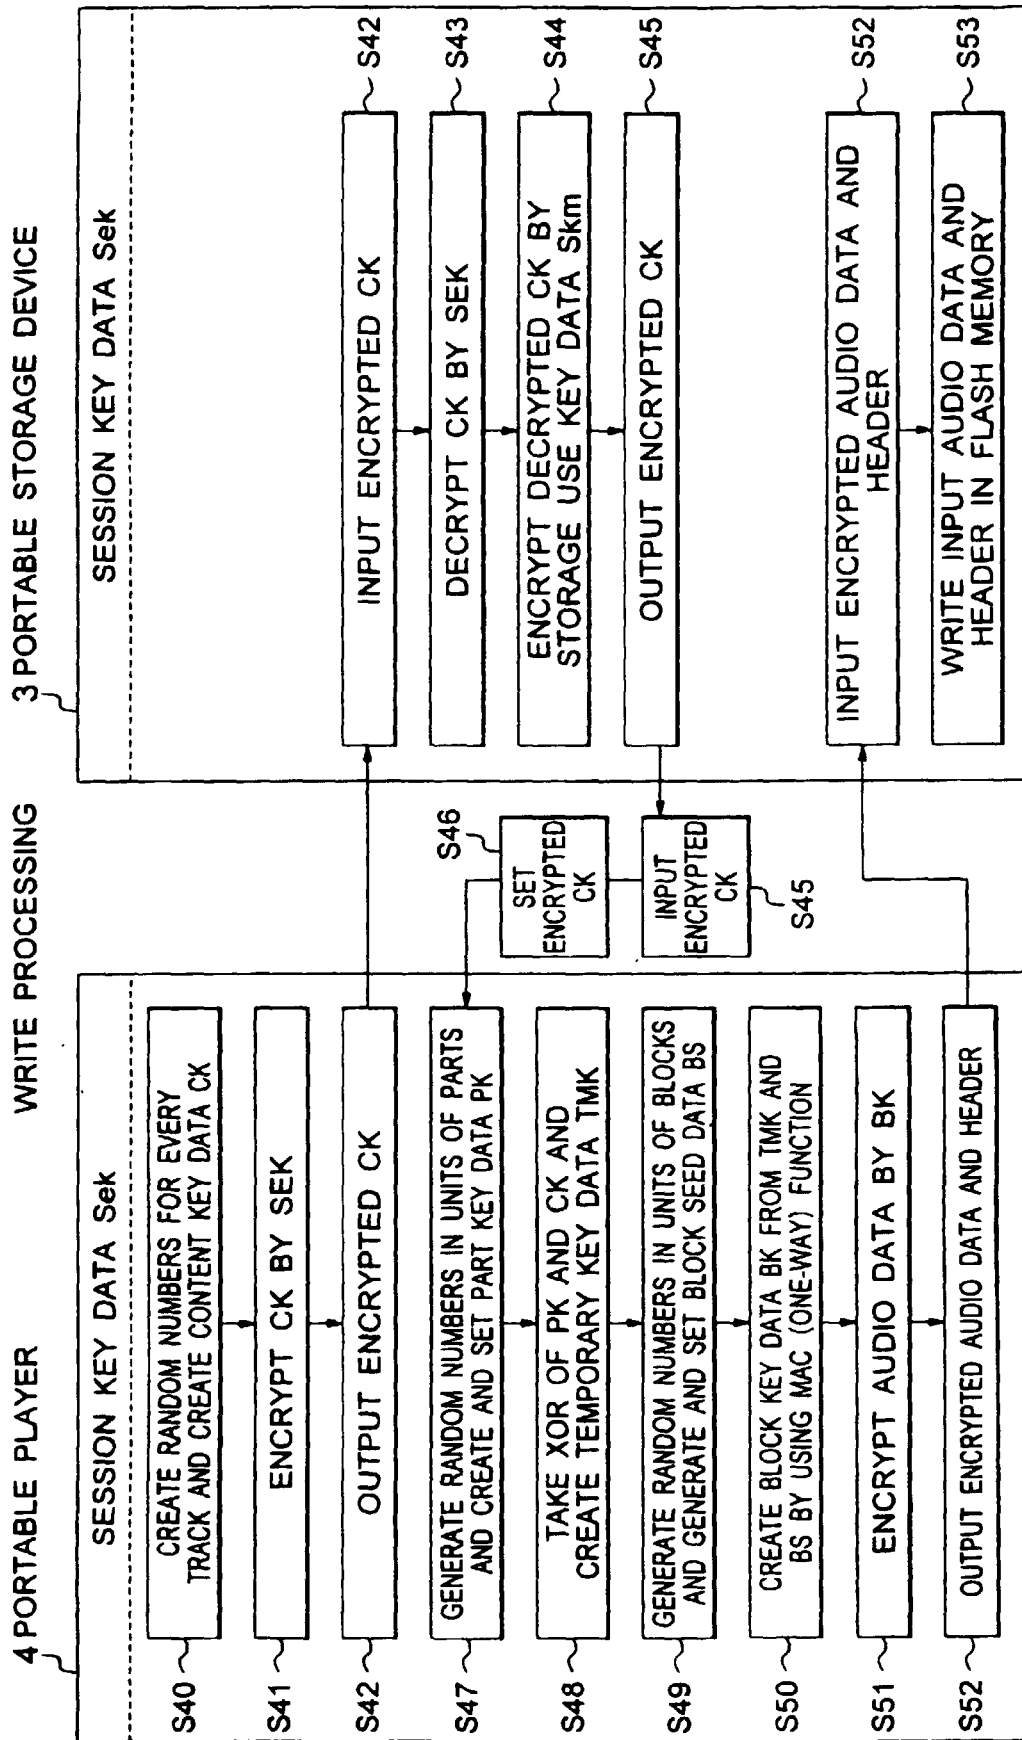 WRITE PROCESSING
4 PORTABLE PLAYER
SESSION KEY DATA Sek
S40
CREATE RANDOM NUMBERS FOR EVERY
TRACK AND CREATE CONTENT KEY DATA CK
S41
ENCRYPT CK BY SEK
S42
OUTPUT ENCRYPTED CK
S47
GENERATE RANDOM NUMBERS IN UNITS OF PARTS
AND CREATE AND SET PART KEY DATA PK
S48
TAKE XOR OF PK AND CK AND
CREATE TEMPORARY KEY DATA TMK
S49
GENERATE RANDOM NUMBERS IN UNITS OF BLOCKS
AND GENERATE AND SET BLOCK SEED DATA BS
S50
CREATE BLOCK KEY DATA BK FROM TMK AND
BS BY USING MAC (ONE-WAY) FUNCTION
S51
ENCRYPT AUDIO DATA BY BK
S52
OUTPUT ENCRYPTED AUDIO DATA AND HEADER
S46
SET
ENCRYPTED
CK
INPUT
ENCRYPTED
CK
S45
3 PORTABLE STORAGE DEVICE
SESSION KEY DATA Sek
INPUT ENCRYPTED CK
S42
DECRYPT CK BY SEK
S43
ENCRYPT DECRYPTED CK BY
STORAGE USE KEY DATA Skm
S44
OUTPUT ENCRYPTED CK
S45
INPUT ENCRYPTED AUDIO DATA AND
HEADER
S52
WRITE INPUT AUDIO DATA AND
HEADER IN FLASH MEMORY
S53